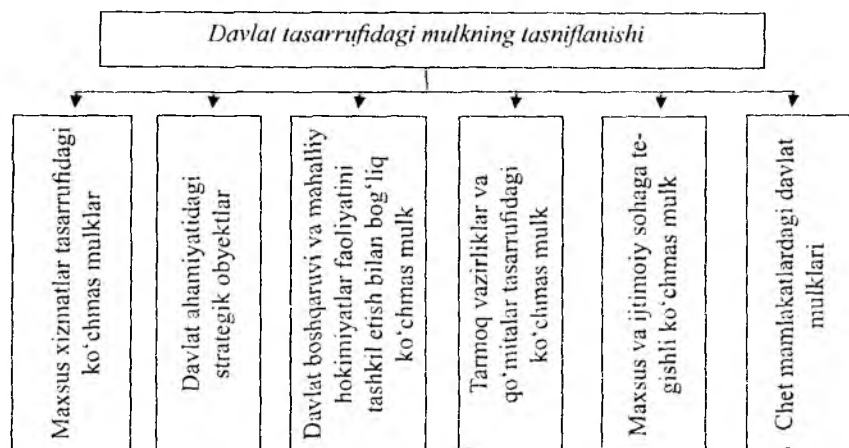 Davlat tasarrufidagi mulkning tasniflanishi
Maxsus xizmatlar tasarrufidagi
ko‘chmas mulklar
Davlat ahamiyatidagi
strategik obyektlar
Davlat boshqaruvi va mahalliy
hokimiyatlar faoliyatini
tashkil etish bilan bog‘liq
ko‘chmas mulk
Tarmoq vazirliklar va
qo‘mitalar tasarrufidagi
ko‘chmas mulk
Maxsus va ijtimoiy sohaga te-
gishli ko‘chmas mulk
Chet mamlakatlardagi davlat
mulklari